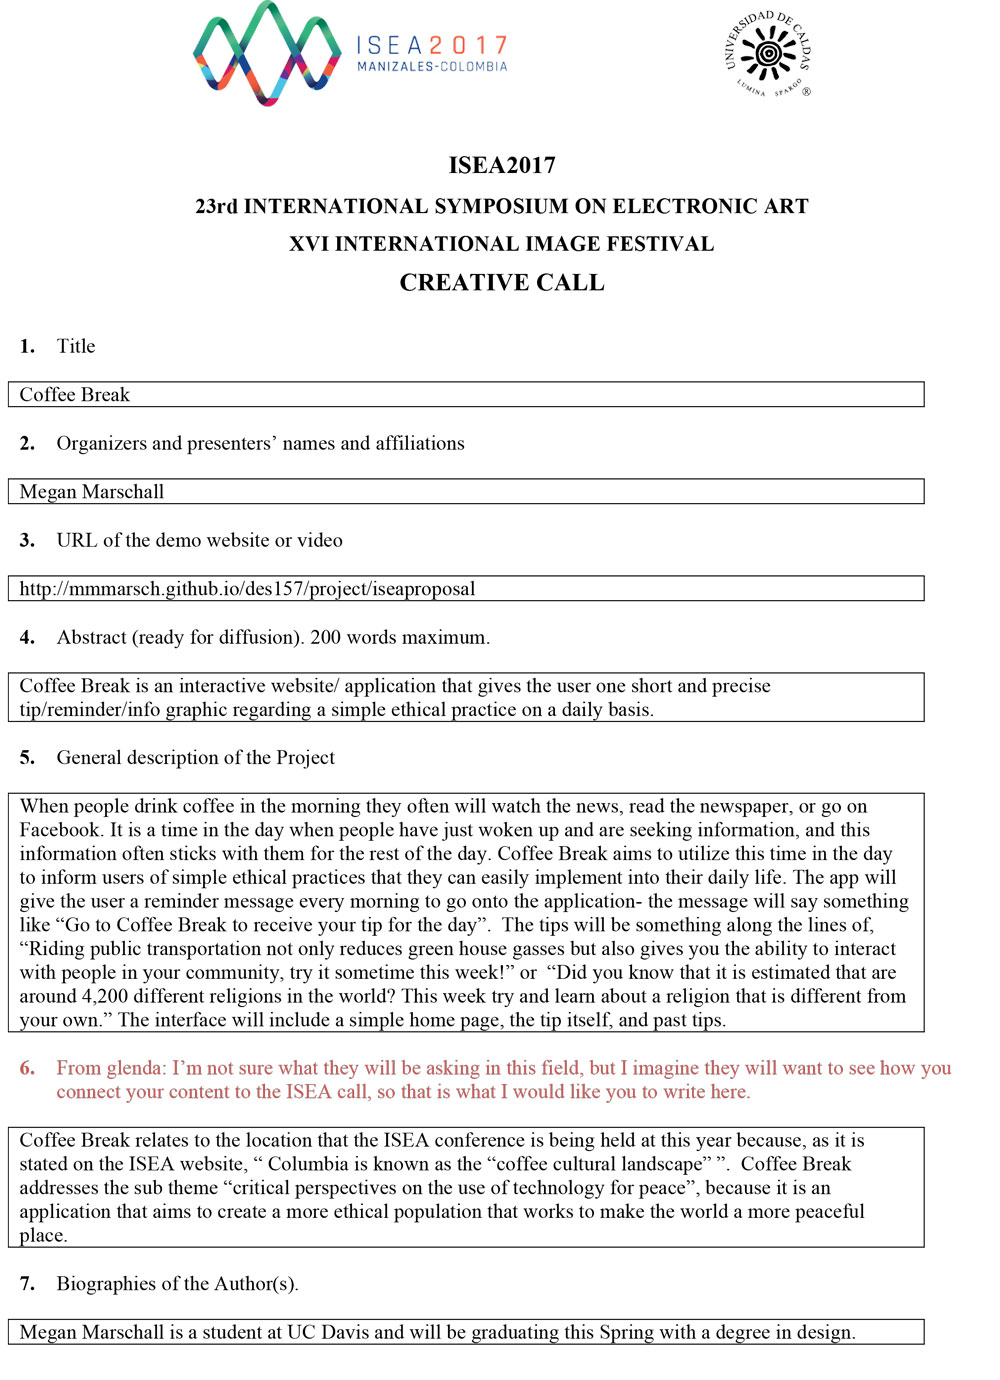 ISEA2017
MANIZALES-COLOMBIA
UNIVERSIDAD DE CALDAS
LUMINA SPARGO
®
ISEA2017
23rd INTERNATIONAL SYMPOSIUM ON ELECTRONIC ART
XVI INTERNATIONAL IMAGE FESTIVAL
CREATIVE CALL
1. Title
Coffee Break
2. Organizers and presenters’ names and affiliations
Megan Marschall
3. URL of the demo website or video
http://mmmarsch.github.io/des157/project/iseaproposal
4. Abstract (ready for diffusion). 200 words maximum.
Coffee Break is an interactive website/ application that gives the user one short and precise
tip/reminder/info graphic regarding a simple ethical practice on a daily basis.
5. General description of the Project
When people drink coffee in the morning they often will watch the news, read the newspaper, or go on
Facebook. It is a time in the day when people have just woken up and are seeking information, and this
information often sticks with them for the rest of the day. Coffee Break aims to utilize this time in the day
to inform users of simple ethical practices that they can easily implement into their daily life. The app will
give the user a reminder message every morning to go onto the application- the message will say something
like “Go to Coffee Break to receive your tip for the day”.  The tips will be something along the lines of,
“Riding public transportation not only reduces green house gasses but also gives you the ability to interact
with people in your community, try it sometime this week!” or  “Did you know that it is estimated that are
around 4,200 different religions in the world? This week try and learn about a religion that is different from
your own.” The interface will include a simple home page, the tip itself, and past tips.
6. From glenda: I’m not sure what they will be asking in this field, but I imagine they will want to see how you
connect your content to the ISEA call, so that is what I would like you to write here.
Coffee Break relates to the location that the ISEA conference is being held at this year because, as it is
stated on the ISEA website, “ Columbia is known as the “coffee cultural landscape” ”.  Coffee Break
addresses the sub theme “critical perspectives on the use of technology for peace”, because it is an
application that aims to create a more ethical population that works to make the world a more peaceful
place.
7. Biographies of the Author(s).
Megan Marschall is a student at UC Davis and will be graduating this Spring with a degree in design.